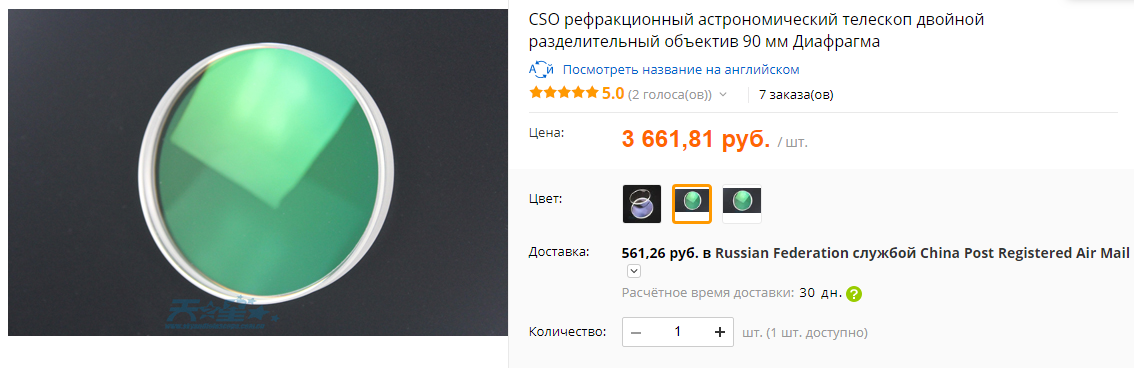 CSO рефракционный астрономический телескоп двойной
разделительный объектив 90 мм Диафрагма
Посмотреть название на английском
5.0 (2 голоса(ов)) 7 заказа(ов)
Цена: 3 661,81 руб. / шт.
Цвет:
Доставка: 561,26 руб. в Russian Federation службой China Post Registered Air Mail
Расчётное время доставки: 30 дн. ?
Количество: − 1 + шт. (1 шт. доступно)